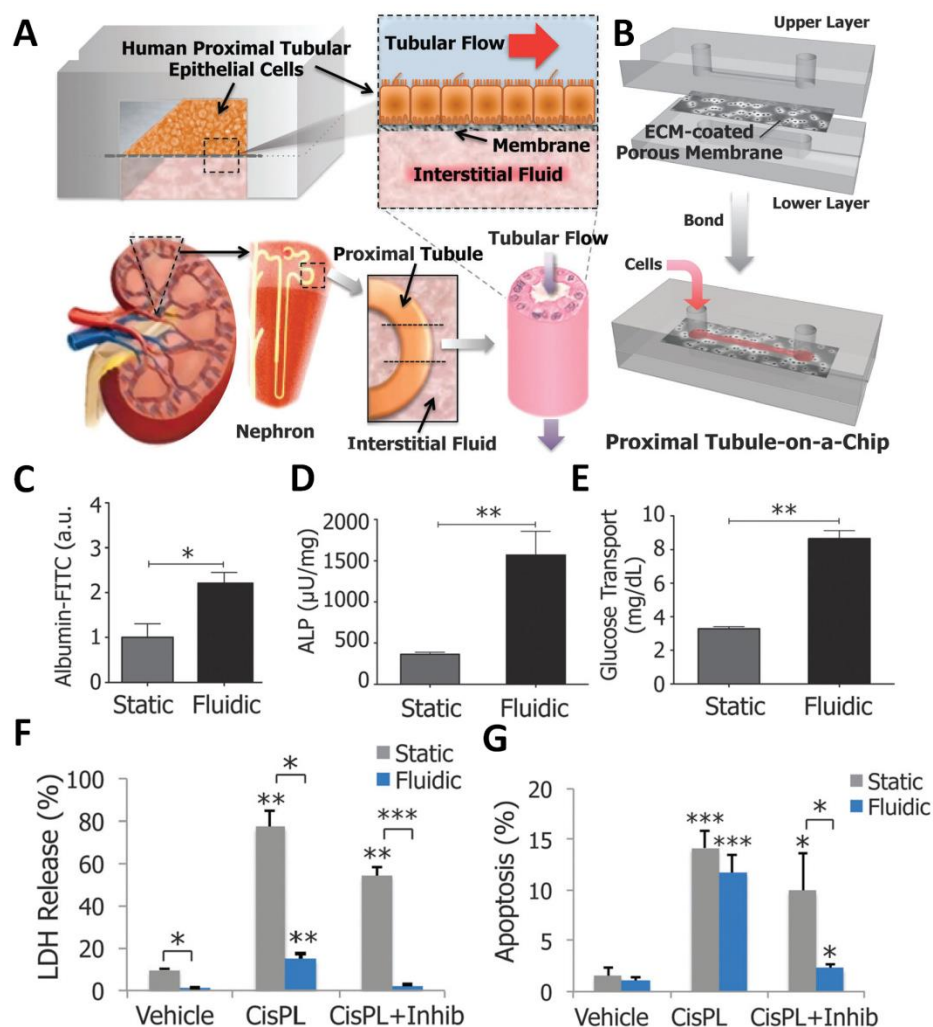 A
Human Proximal Tubular
Epithelial Cells
Tubular Flow
Membrane
Interstitial Fluid
Proximal Tubule
Tubular Flow
Nephron
Interstitial Fluid
B
Upper Layer
ECM-coated
Porous Membrane
Lower Layer
Bond
Cells
Proximal Tubule-on-a-Chip
C
Albumin-FITC (a.u.
4
3
2
1
0
*
Static
Fluidic
D
ALP (µU/mg)
2000
1500
1000
500
0
**
Static
Fluidic
E
Glucose Transport
(mg/dL)
10
8
6
4
2
0
**
Static
Fluidic
F
Static
Fluidic
LDH Release (%)
100
80
60
40
20
0
*
**
*
**
**
***
Vehicle
CisPL
CisPL+Inhib
G
Static
Fluidic
Apoptosis (%)
20
15
10
5
0
***
***
*
*
*
Vehicle
CisPL
CisPL+Inhib